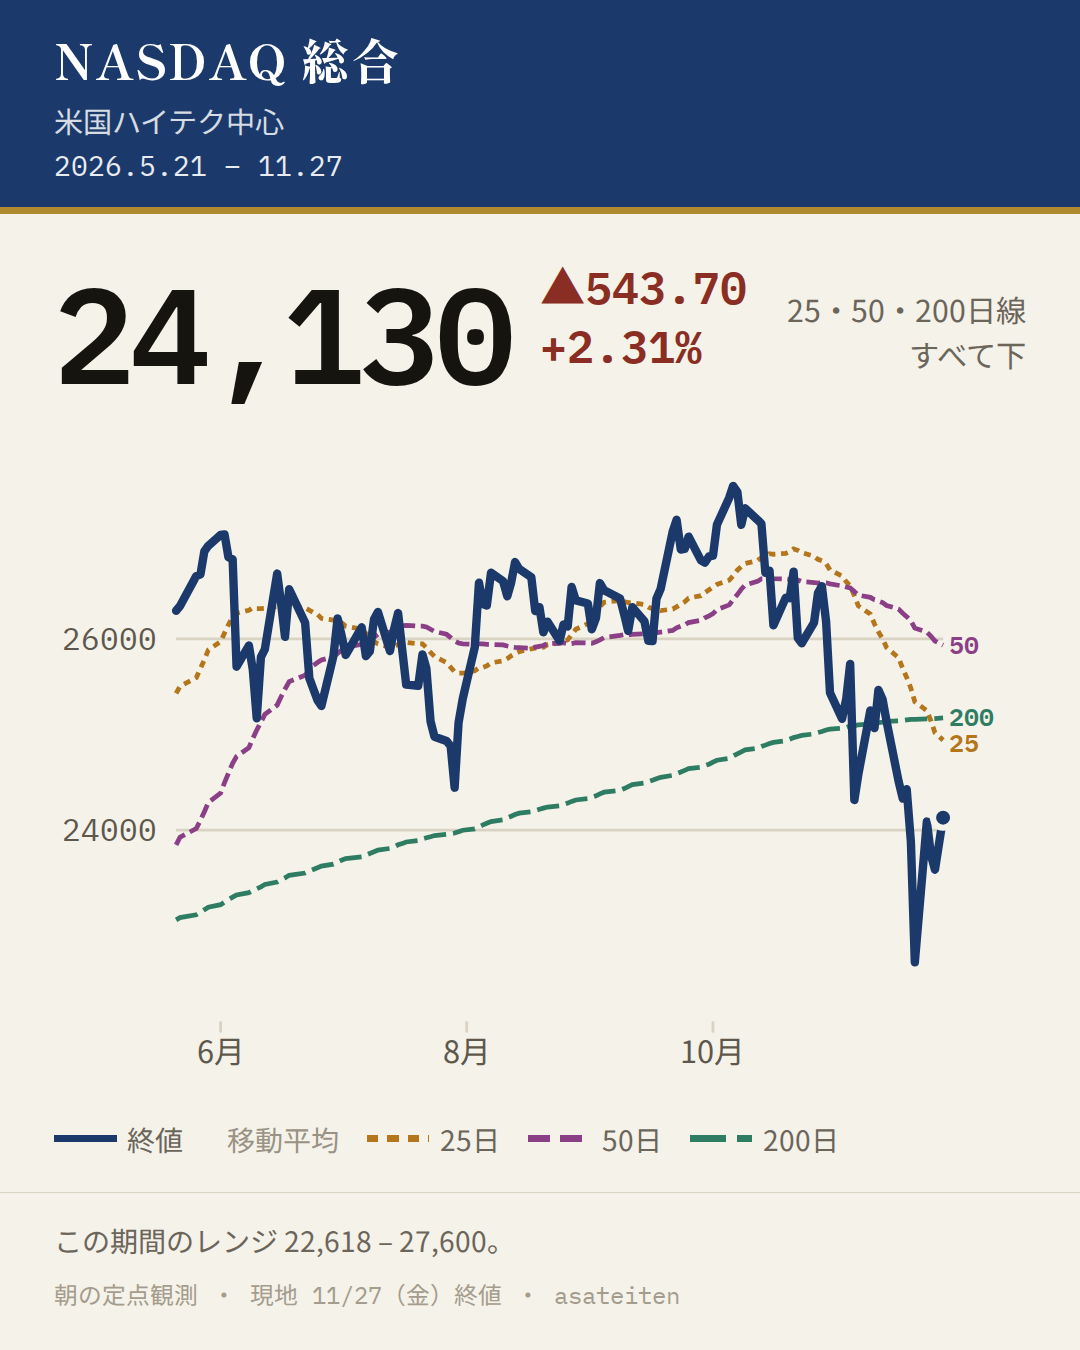 NASDAQ 総合
米国ハイテク中心
2026.5.21 – 11.27
24,130
▲543.70
+2.31%
25・50・200日線
すべて下
26000
24000
50
200
25
6月
8月
10月
終値
移動平均
25日
50日
200日
この期間のレンジ 22,618 – 27,600。
朝の定点観測 ・ 現地 11/27（金）終値 ・ asateiten